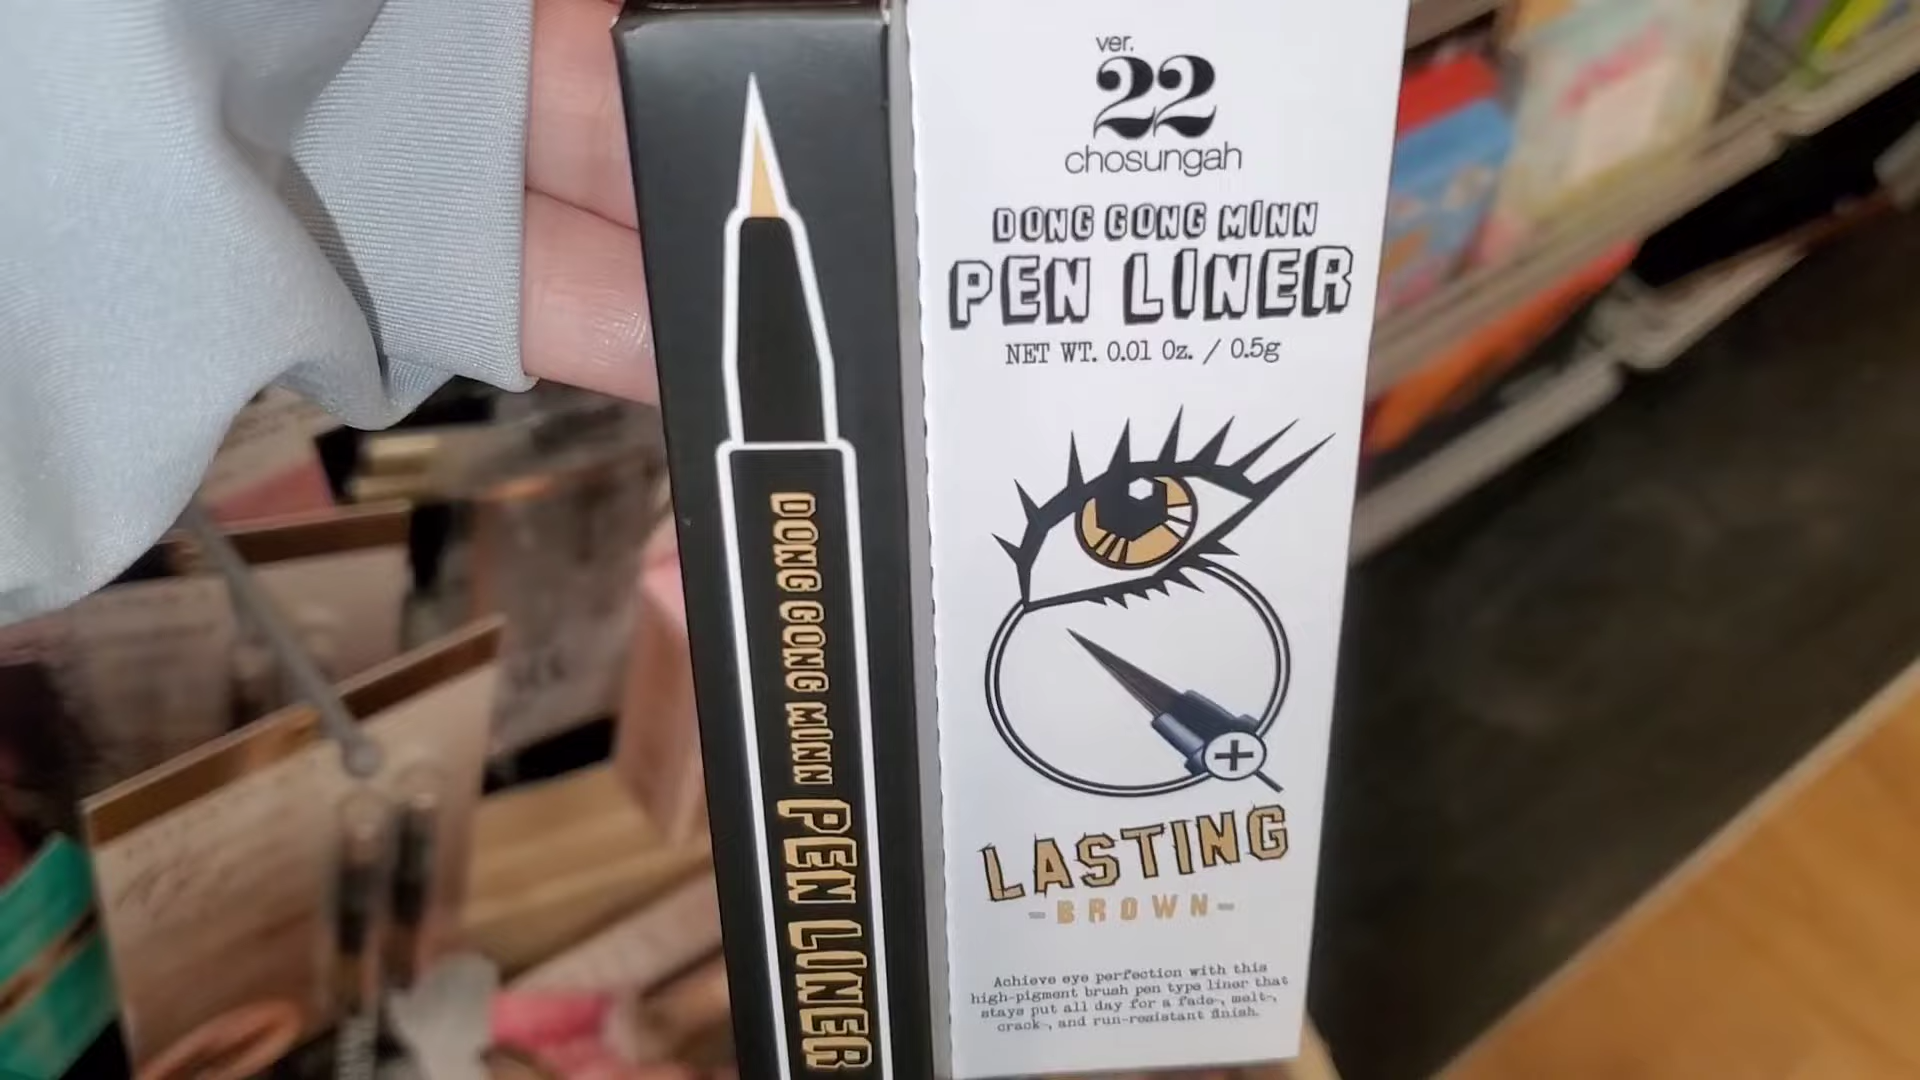 DONG GONG MINN PEN LINER
ver.
22
chosungah
DONG GONG MINN
PEN LINER
NET WT. 0.01 Oz. / 0.5g
LASTING
-BROWN-
Achieve eye perfection with this
high-pigment brush pen type liner that
stays put all day for a fade-, melt-,
crack-, and run-resistant finish.